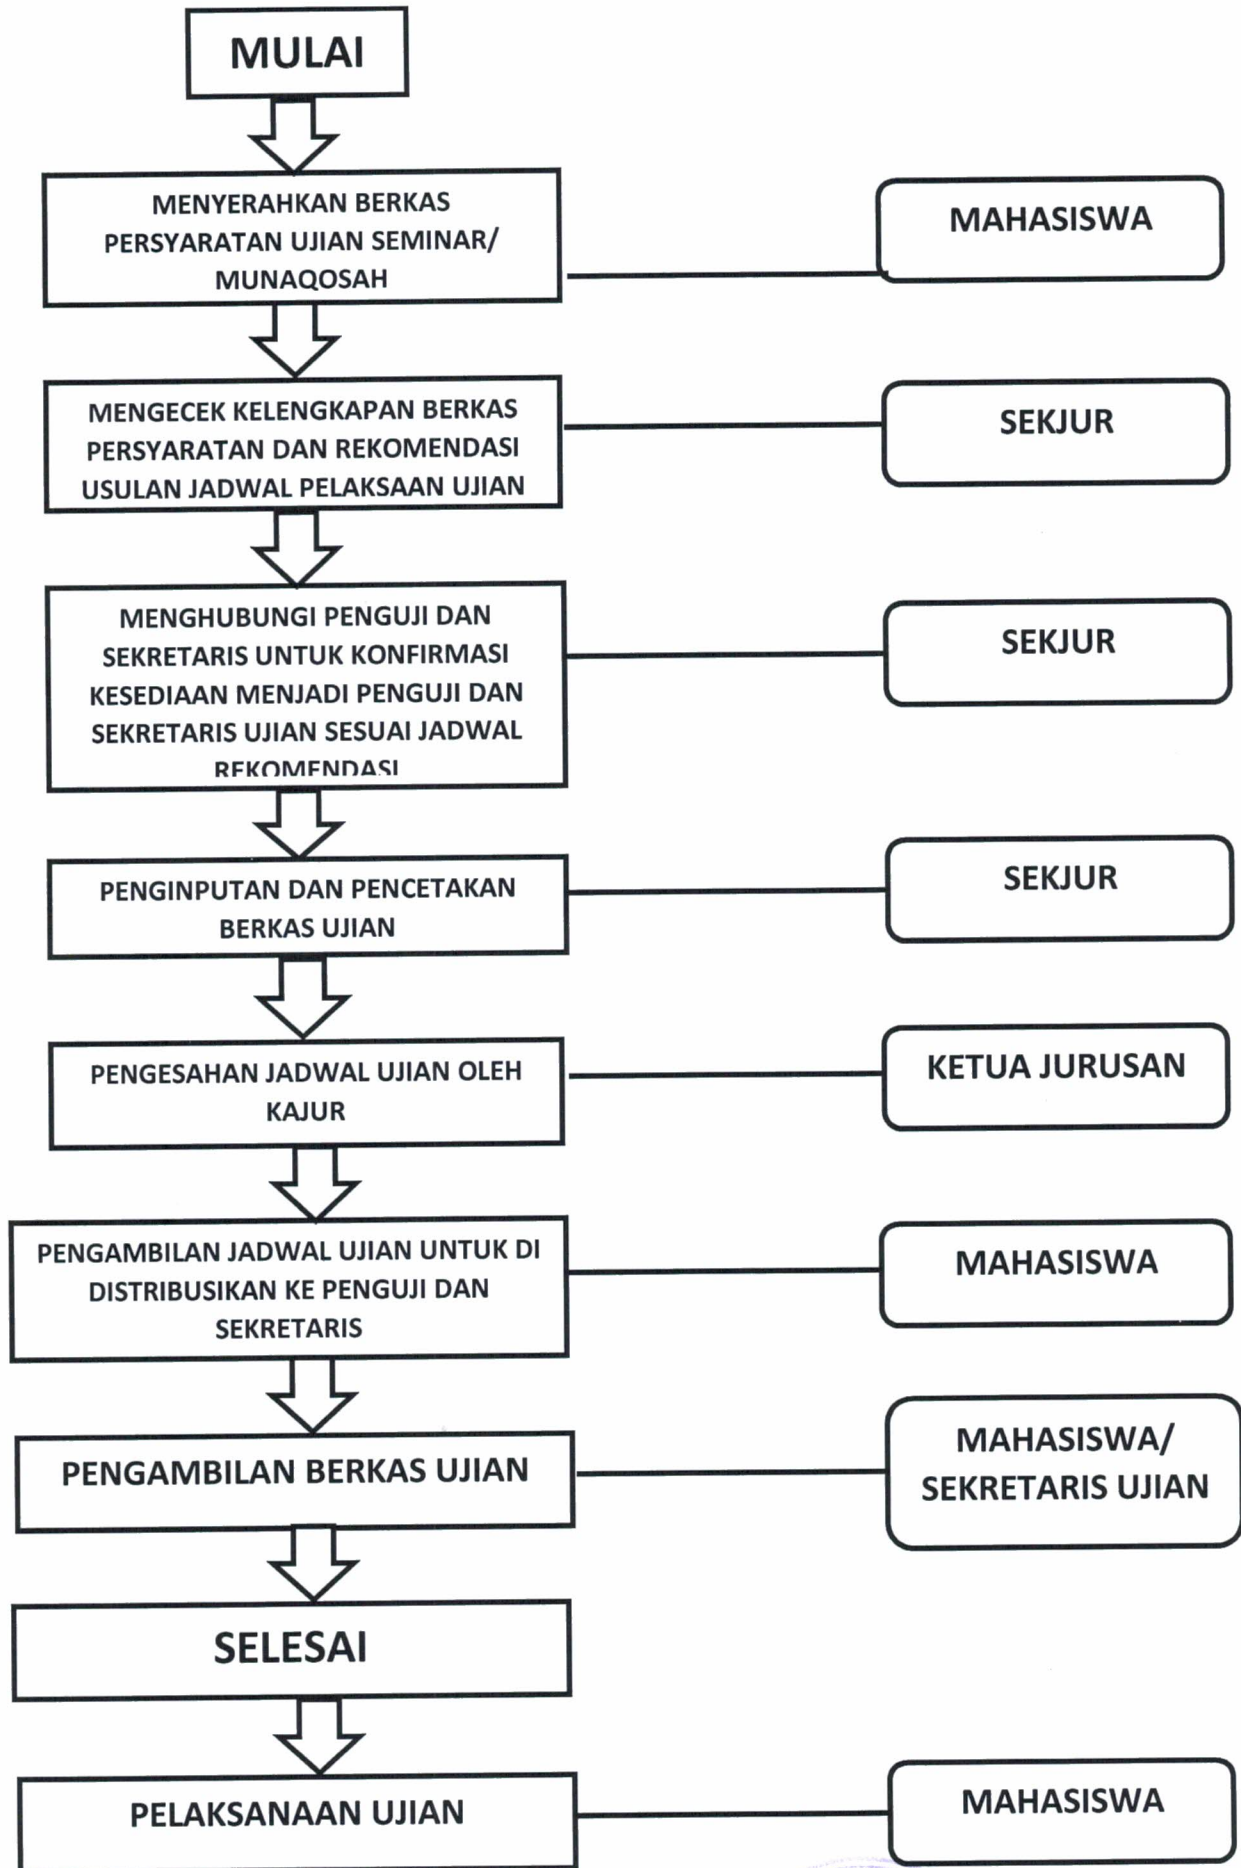 MULAI
MENYERAHKAN BERKAS
PERSYARATAN UJIAN SEMINAR/
MUNAQOSAH
MAHASISWA
MENGECEK KELENGKAPAN BERKAS
PERSYARATAN DAN REKOMENDASI
USULAN JADWAL PELAKSAAN UJIAN
SEKJUR
MENGHUBUNGI PENGUJI DAN
SEKRETARIS UNTUK KONFIRMASI
KESEDIAAN MENJADI PENGUJI DAN
SEKRETARIS UJIAN SESUAI JADWAL
REKOMENDASI
SEKJUR
PENGINPUTAN DAN PENCETAKAN
BERKAS UJIAN
SEKJUR
PENGESAHAN JADWAL UJIAN OLEH
KAJUR
KETUA JURUSAN
PENGAMBILAN JADWAL UJIAN UNTUK DI
DISTRIBUSIKAN KE PENGUJI DAN
SEKRETARIS
MAHASISWA
PENGAMBILAN BERKAS UJIAN
MAHASISWA/
SEKRETARIS UJIAN
SELESAI
PELAKSANAAN UJIAN
MAHASISWA